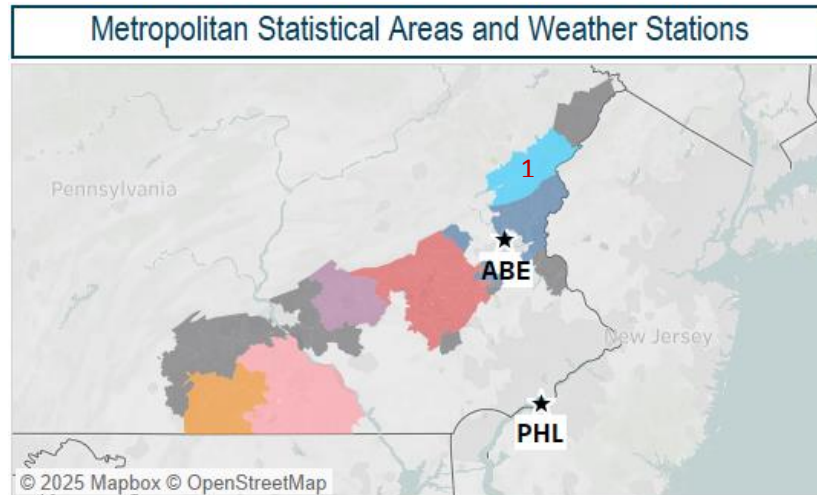 Metropolitan Statistical Areas and Weather Stations
Pennsylvania
1
ABE
New Jersey
PHL
© 2025 Mapbox © OpenStreetMap